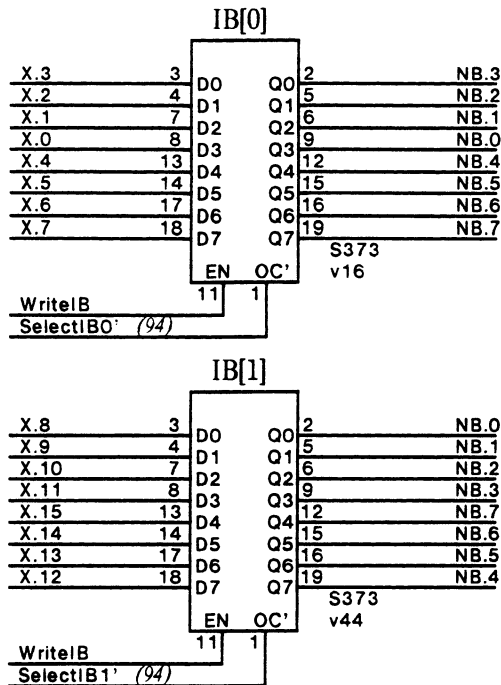 IB[0]
X.3 3 D0 Q0 2 NB.3
X.2 4 D1 Q1 5 NB.2
X.1 7 D2 Q2 6 NB.1
X.0 8 D3 Q3 9 NB.0
X.4 13 D4 Q4 12 NB.4
X.5 14 D5 Q5 15 NB.5
X.6 17 D6 Q6 16 NB.6
X.7 18 D7 Q7 19 NB.7
S373
EN OC' v16
11 1
WriteIB
SelectIB0' (94)
IB[1]
X.8 3 D0 Q0 2 NB.0
X.9 4 D1 Q1 5 NB.1
X.10 7 D2 Q2 6 NB.2
X.11 8 D3 Q3 9 NB.3
X.15 13 D4 Q4 12 NB.7
X.14 14 D5 Q5 15 NB.6
X.13 17 D6 Q6 16 NB.5
X.12 18 D7 Q7 19 NB.4
S373
EN OC' v44
11 1
WriteIB
SelectIB1' (94)